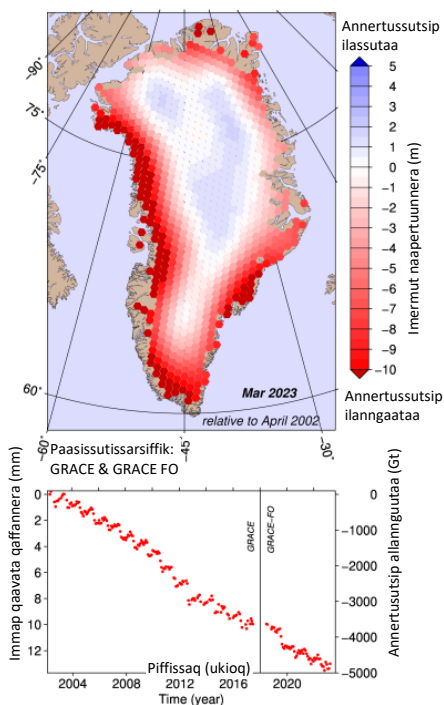 Annertussutsip
ilassutaa
−90°
75°
−75°
60°
−60°
−45°
−30°
5
4
3
2
1
0
−1
−2
−3
−4
−5
−6
−7
−8
−9
−10
Imermut naapertuunnera (m)
Mar 2023
relative to April 2002
Annertussutsip
ilanngaataa
Paasissutissarsiffik:
GRACE & GRACE FO
Immap qaavata qaffannera (mm)
0
2
4
6
8
10
12
GRACE
GRACE−FO
0
−1000
−2000
−3000
−4000
−5000
Annertusutsip allannguutaa (Gt)
Piffissaq (ukioq)
2004
2008
2012
2016
2020
Time (year)